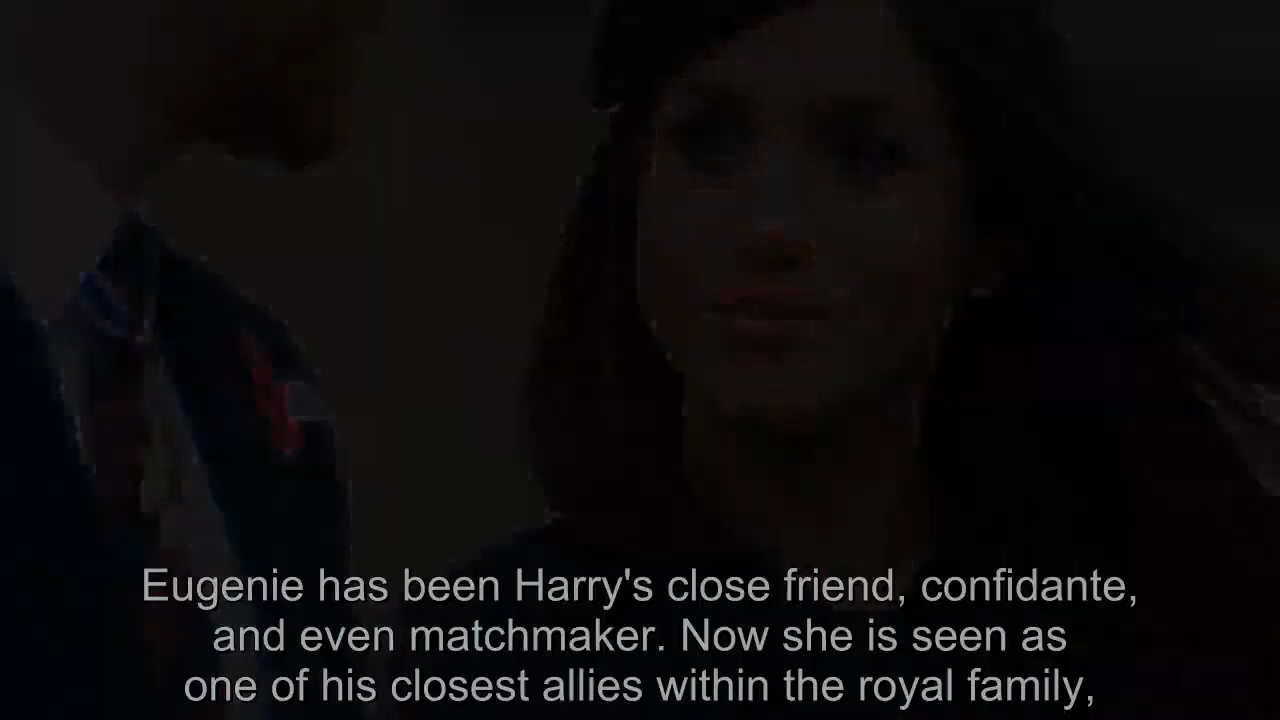 Eugenie has been Harry's close friend, confidante,
and even matchmaker. Now she is seen as
one of his closest allies within the royal family,